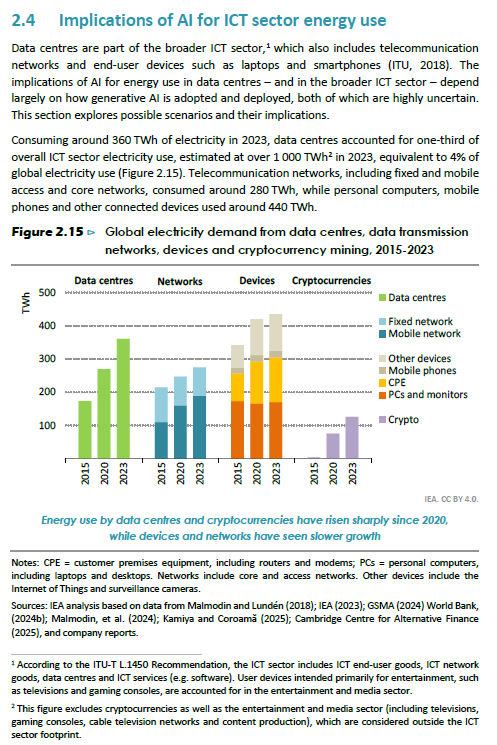 2.4 Implications of AI for ICT sector energy use
Data centres are part of the broader ICT sector,¹ which also includes telecommunication
networks and end-user devices such as laptops and smartphones (ITU, 2018). The
implications of AI for energy use in data centres – and in the broader ICT sector – depend
largely on how generative AI is adopted and deployed, both of which are highly uncertain.
This section explores possible scenarios and their implications.
Consuming around 360 TWh of electricity in 2023, data centres accounted for one-third of
overall ICT sector electricity use, estimated at over 1 000 TWh² in 2023, equivalent to 4% of
global electricity use (Figure 2.15). Telecommunication networks, including fixed and mobile
access and core networks, consumed around 280 TWh, while personal computers, mobile
phones and other connected devices used around 440 TWh.
Figure 2.15 ▷ Global electricity demand from data centres, data transmission
networks, devices and cryptocurrency mining, 2015-2023
Data centres Networks Devices Cryptocurrencies
TWh
500
400
300
200
100
2015 2020 2023 2015 2020 2023 2015 2020 2023 2015 2020 2023
Data centres
Fixed network
Mobile network
Other devices
Mobile phones
CPE
PCs and monitors
Crypto
IEA. CC BY 4.0.
Energy use by data centres and cryptocurrencies have risen sharply since 2020,
while devices and networks have seen slower growth
Notes: CPE = customer premises equipment, including routers and modems; PCs = personal computers,
including laptops and desktops. Networks include core and access networks. Other devices include the
Internet of Things and surveillance cameras.
Sources: IEA analysis based on data from Malmodin and Lundén (2018); IEA (2023); GSMA (2024) World Bank,
(2024b); Malmodin, et al. (2024); Kamiya and Coroamă (2025); Cambridge Centre for Alternative Finance
(2025), and company reports.
¹ According to the ITU-T L.1450 Recommendation, the ICT sector includes ICT end-user goods, ICT network
goods, data centres and ICT services (e.g. software). User devices intended primarily for entertainment, such
as televisions and gaming consoles, are accounted for in the entertainment and media sector.
² This figure excludes cryptocurrencies as well as the entertainment and media sector (including televisions,
gaming consoles, cable television networks and content production), which are considered outside the ICT
sector footprint.